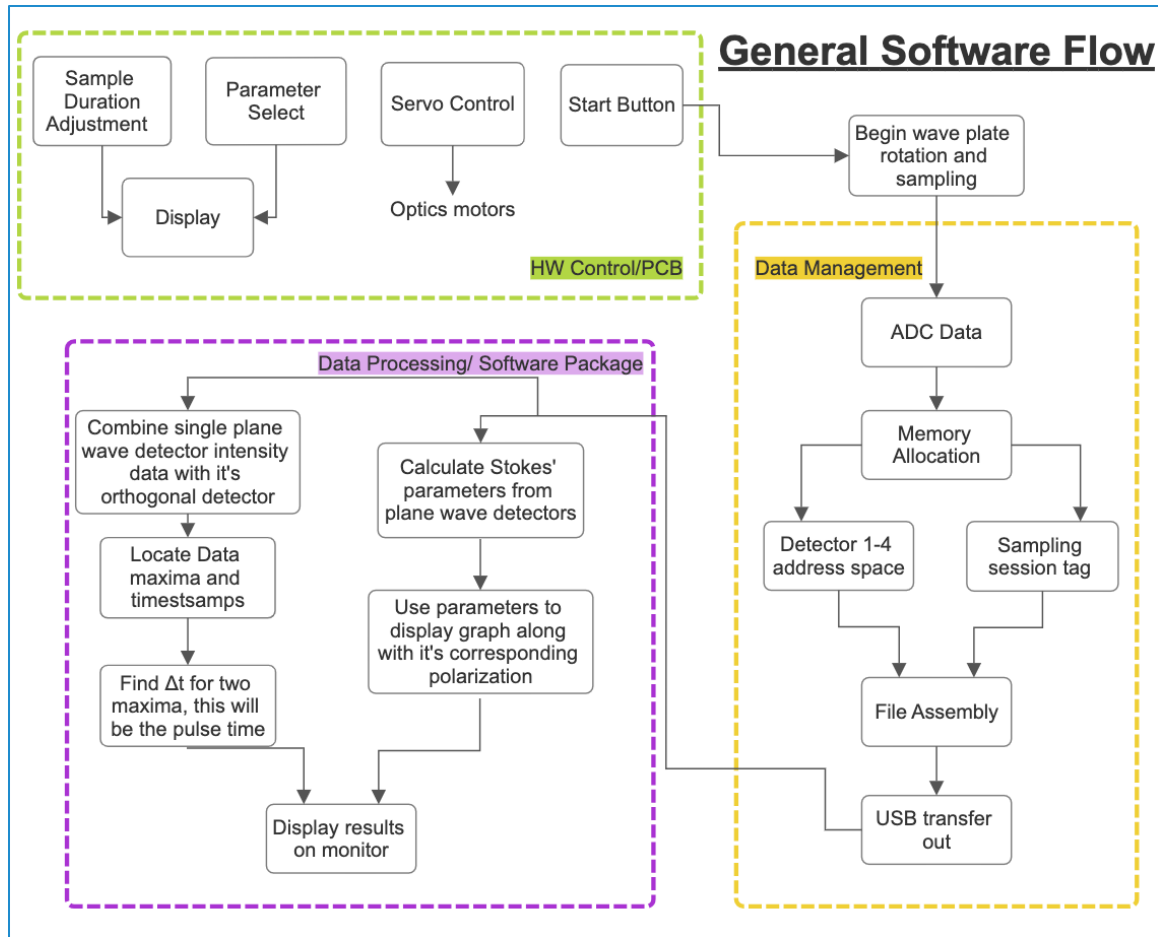 General Software Flow
Sample
Duration
Adjustment
Parameter
Select
Servo Control
Start Button
Display
Optics motors
HW Control/PCB
Begin wave plate
rotation and
sampling
Data Management
ADC Data
Memory
Allocation
Detector 1-4
address space
Sampling
session tag
File Assembly
USB transfer
out
Data Processing/ Software Package
Combine single plane
wave detector intensity
data with it's
orthogonal detector
Locate Data
maxima and
timestsamps
Find Δt for two
maxima, this will
be the pulse time
Calculate Stokes'
parameters from
plane wave detectors
Use parameters to
display graph along
with it's corresponding
polarization
Display results
on monitor